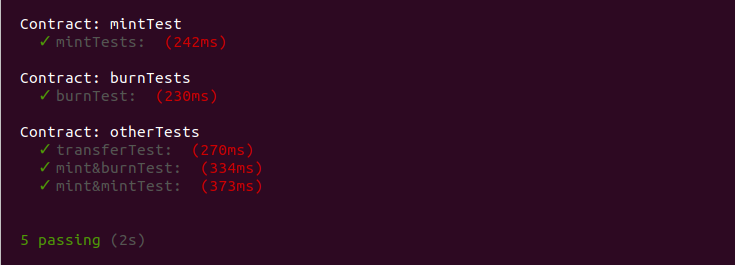 Contract: mintTest
✓ mintTests: (242ms)
Contract: burnTests
✓ burnTest: (230ms)
Contract: otherTests
✓ transferTest: (270ms)
✓ mint&burnTest: (334ms)
✓ mint&mintTest: (373ms)
5 passing (2s)